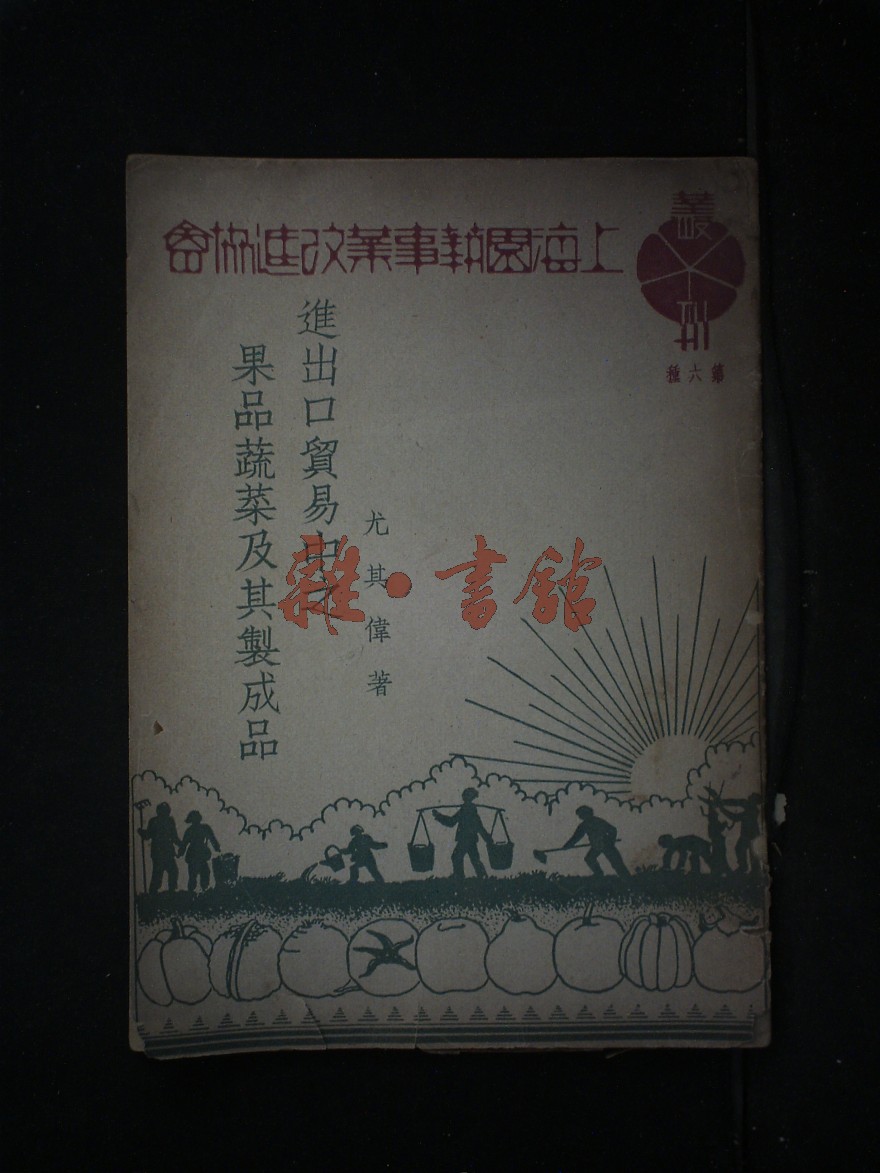 叢刊
第六種
上海園藝事業改進協會
進出口貿易中之
果品蔬菜及其製成品
尤其偉著
雜·書館